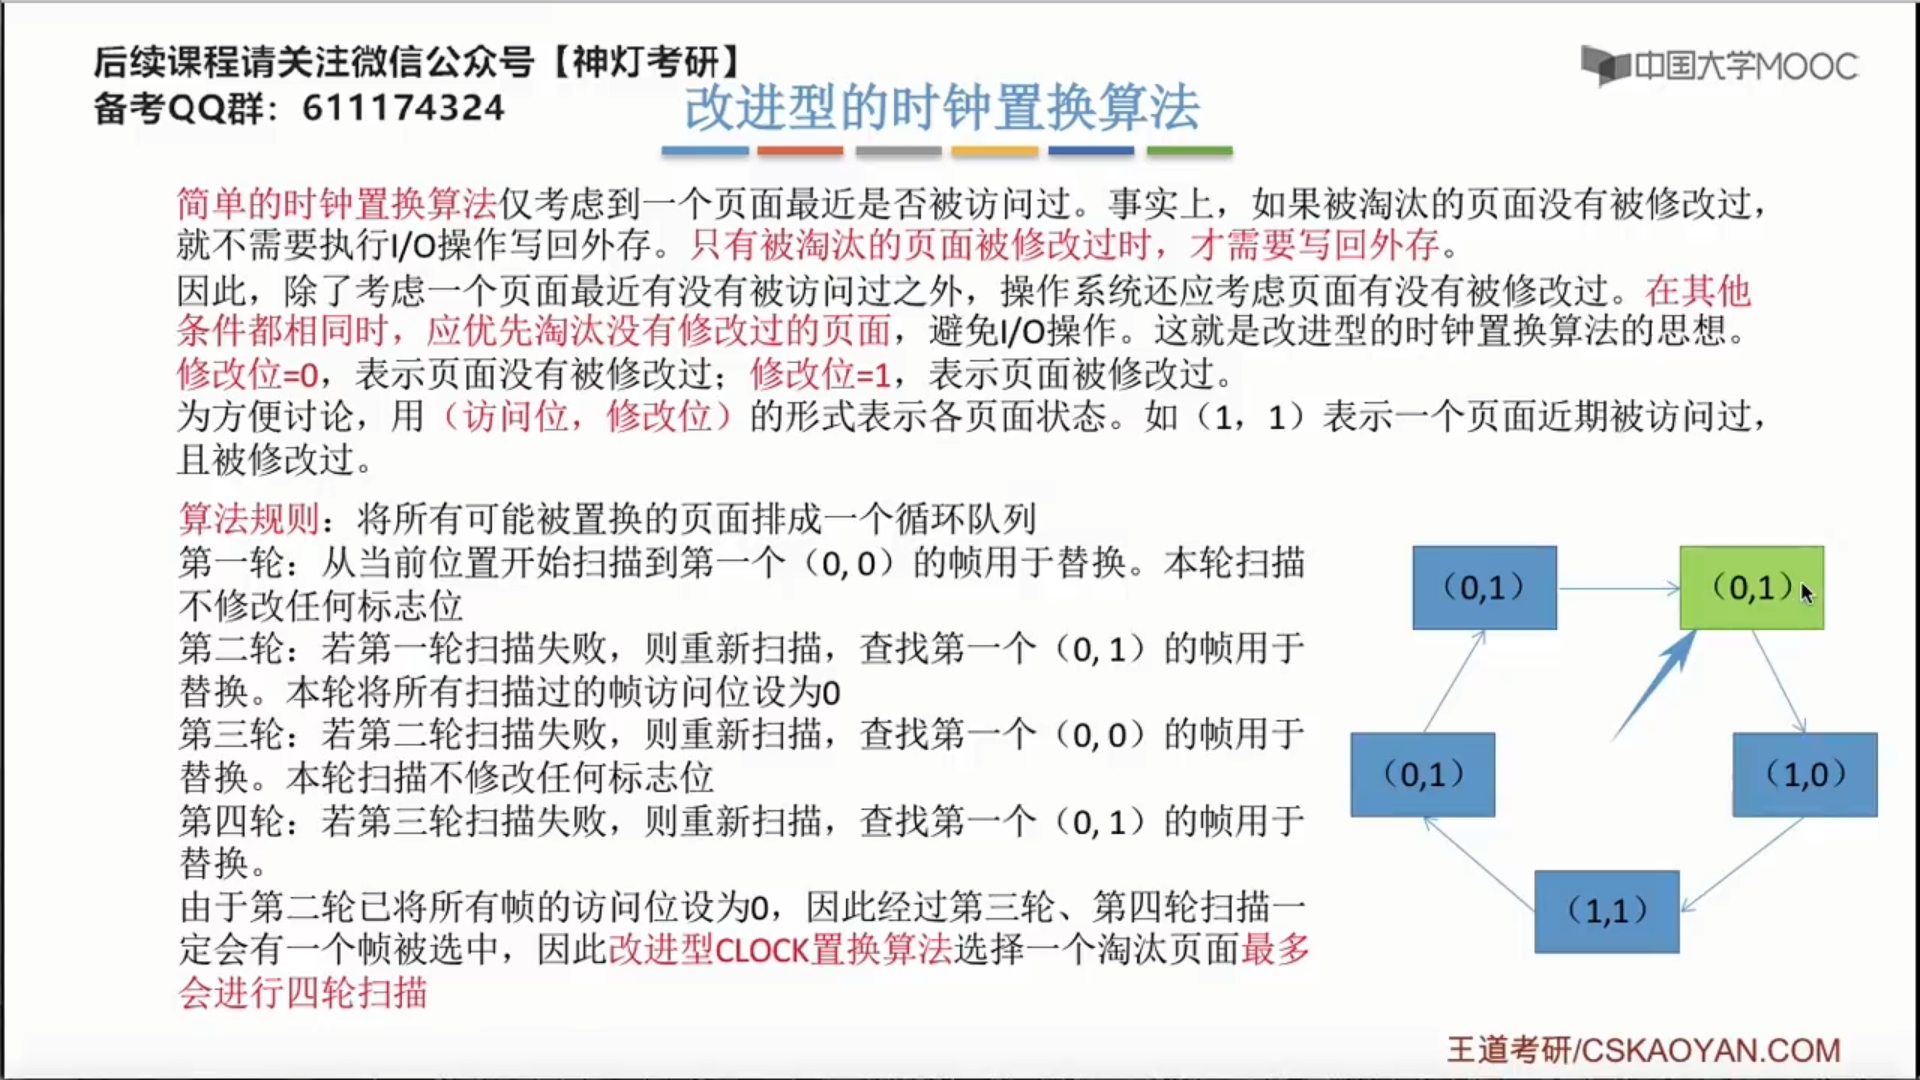 后续课程请关注微信公众号【神灯考研】
备考QQ群：611174324
中国大学MOOC
改进型的时钟置换算法
简单的时钟置换算法仅考虑到一个页面最近是否被访问过。事实上，如果被淘汰的页面没有被修改过，
就不需要执行I/O操作写回外存。只有被淘汰的页面被修改过时，才需要写回外存。
因此，除了考虑一个页面最近有没有被访问过之外，操作系统还应考虑页面有没有被修改过。在其他
条件都相同时，应优先淘汰没有修改过的页面，避免I/O操作。这就是改进型的时钟置换算法的思想。
修改位=0，表示页面没有被修改过；修改位=1，表示页面被修改过。
为方便讨论，用（访问位，修改位）的形式表示各页面状态。如（1，1）表示一个页面近期被访问过，
且被修改过。
算法规则：将所有可能被置换的页面排成一个循环队列
第一轮：从当前位置开始扫描到第一个（0, 0）的帧用于替换。本轮扫描
不修改任何标志位
第二轮：若第一轮扫描失败，则重新扫描，查找第一个（0, 1）的帧用于
替换。本轮将所有扫描过的帧访问位设为0
第三轮：若第二轮扫描失败，则重新扫描，查找第一个（0, 0）的帧用于
替换。本轮扫描不修改任何标志位
第四轮：若第三轮扫描失败，则重新扫描，查找第一个（0, 1）的帧用于
替换。
由于第二轮已将所有帧的访问位设为0，因此经过第三轮、第四轮扫描一
定会有一个帧被选中，因此改进型CLOCK置换算法选择一个淘汰页面最多
会进行四轮扫描
（0,1）
（0,1）
（0,1）
（1,0）
（1,1）
王道考研/CSKAOYAN.COM